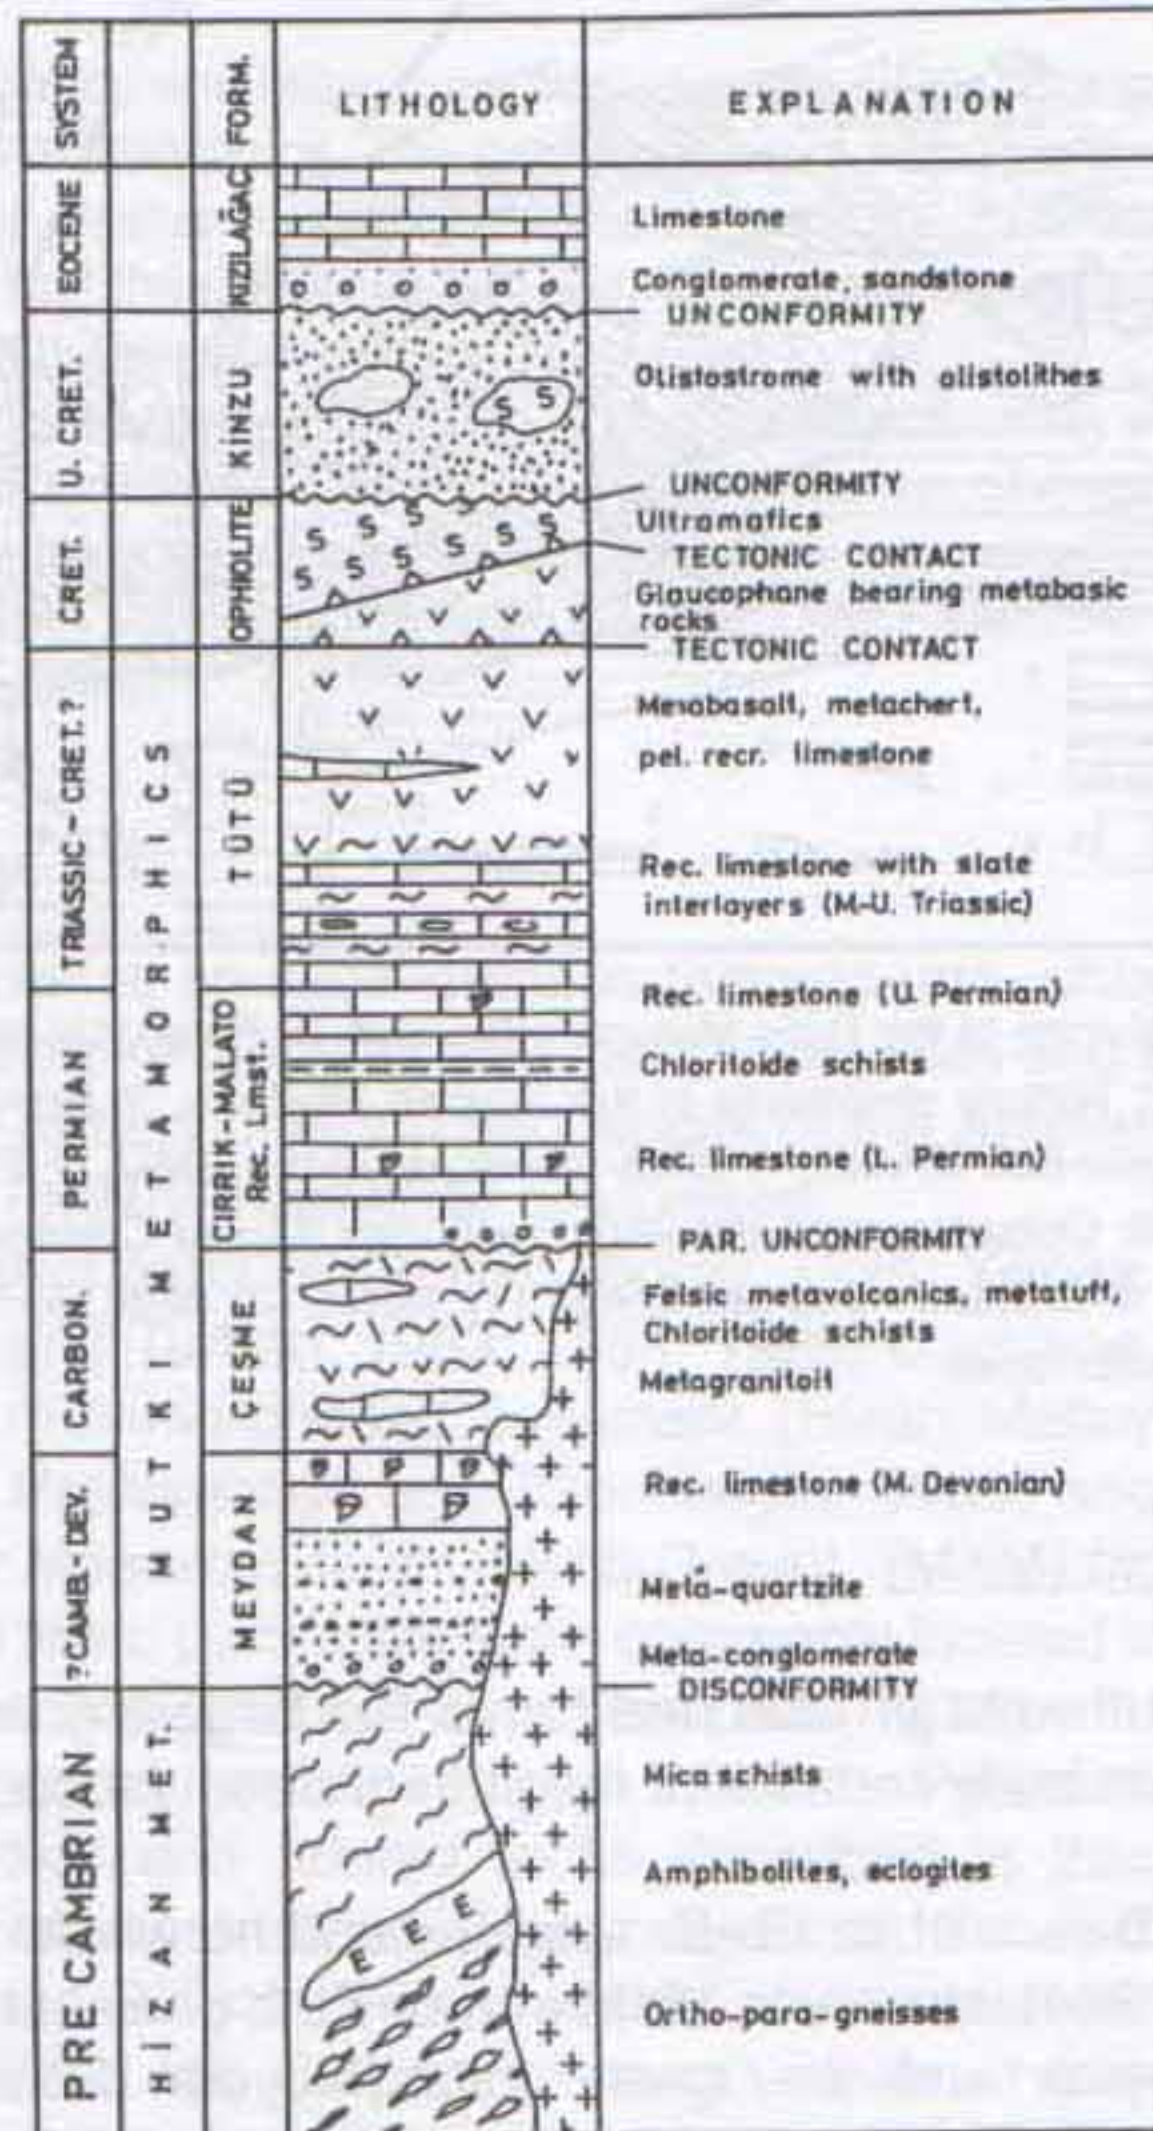 SYSTEM
FORM.
LITHOLOGY
EXPLANATION
EOCENE
KIZILAĞAÇ
Limestone
Conglomerate, sandstone
UNCONFORMITY
U. CRET.
KİNZU
Olistostrome with olistolithes
S S
UNCONFORMITY
CRET.
OPHIOLITE
Ultramafics
TECTONIC CONTACT
Glaucophane bearing metabasic
rocks
TECTONIC CONTACT
TRIASSIC - CRET.?
MUTKI METAMORPHICS
TÜTÜ
Metabasalt, metachert,
pel. recr. limestone
Rec. limestone with slate
interlayers (M-U. Triassic)
PERMIAN
CIRRIK-MALATO
Rec. Lmst.
Rec. limestone (U. Permian)
Chloritoide schists
Rec. limestone (L. Permian)
PAR. UNCONFORMITY
CARBON.
ÇEŞME
Felsic metavolcanics, metatuff,
Chloritoide schists
Metagranitoit
?CAMB.-DEV.
MEYDAN
Rec. limestone (M. Devonian)
Meta-quartzite
Meta-conglomerate
DISCONFORMITY
PRE CAMBRIAN
HİZAN MET.
Mica schists
Amphibolites, eclogites
E E E
Ortho-para-gneisses